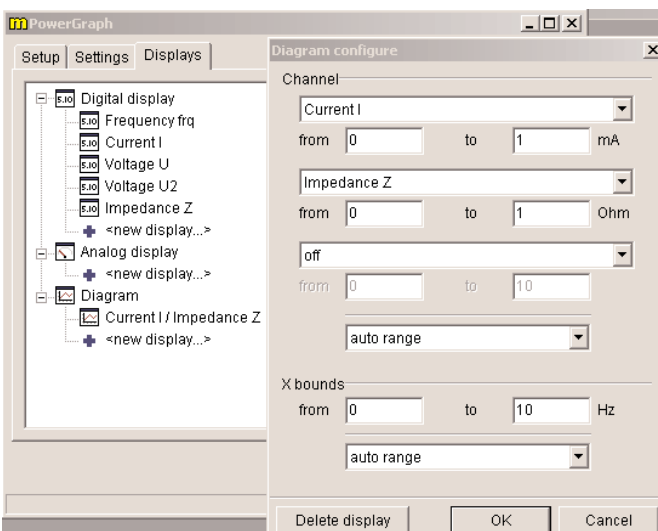 PowerGraph
Setup Settings Displays
Digital display
Frequency frq
Current I
Voltage U
Voltage U2
Impedance Z
<new display...>
Analog display
<new display...>
Diagram
Current I / Impedance Z
<new display...>
Diagram configure
Channel
Current I
from 0 to 1 mA
Impedance Z
from 0 to 1 Ohm
off
from 0 to 10
auto range
X bounds
from 0 to 10 Hz
auto range
Delete display OK Cancel